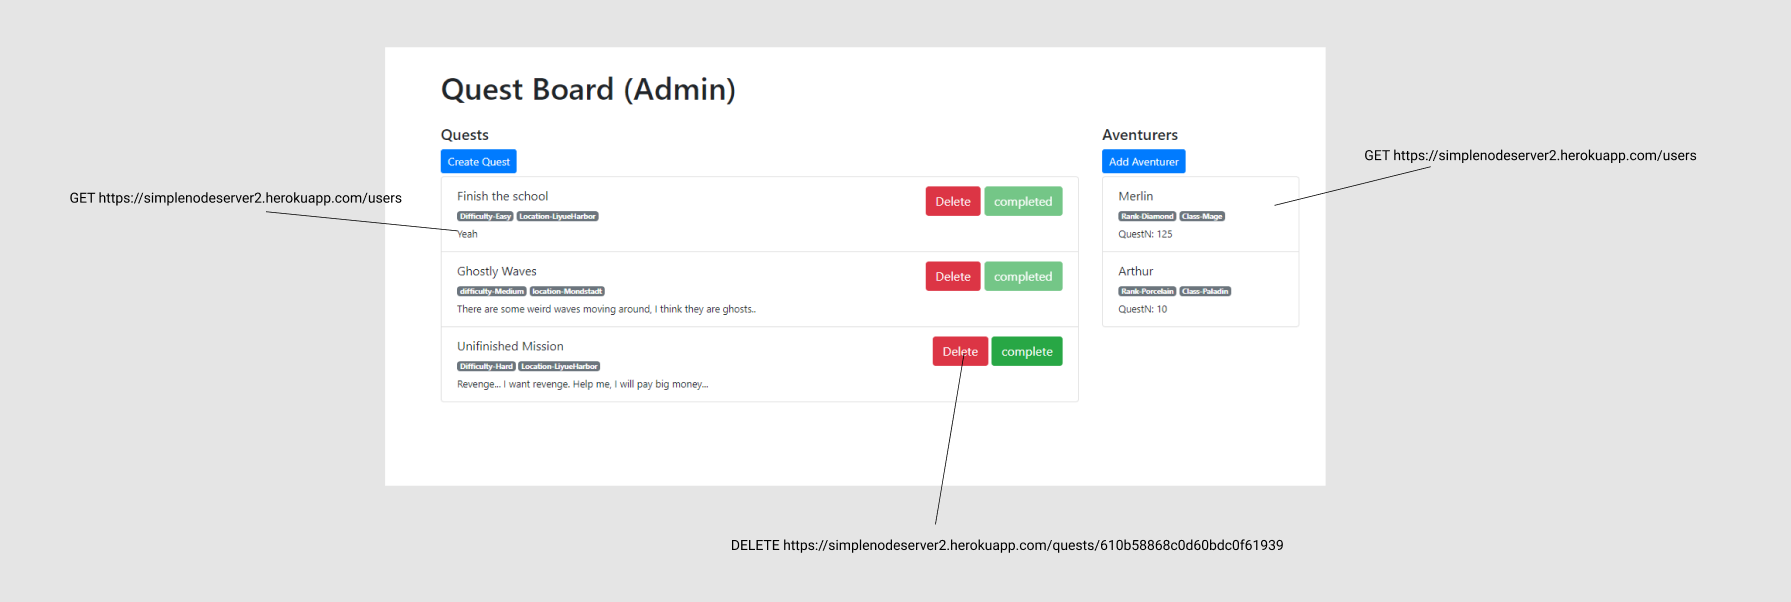 Quest Board (Admin)
Quests
Create Quest
GET https://simplenodeserver2.herokuapp.com/users
Finish the school
Difficulty-Easy Location-LiyueHarbor
Yeah
Delete completed
Ghostly Waves
difficulty-Medium location-Mondstadt
There are some weird waves moving around, I think they are ghosts..
Delete completed
Unifinished Mission
Difficulty-Hard Location-LiyueHarbor
Revenge... I want revenge. Help me, I will pay big money...
Delete complete
Aventurers
Add Aventurer
GET https://simplenodeserver2.herokuapp.com/users
Merlin
Rank-Diamond Class-Mage
QuestN: 125
Arthur
Rank-Porcelain Class-Paladin
QuestN: 10
DELETE https://simplenodeserver2.herokuapp.com/quests/610b58868c0d60bdc0f61939